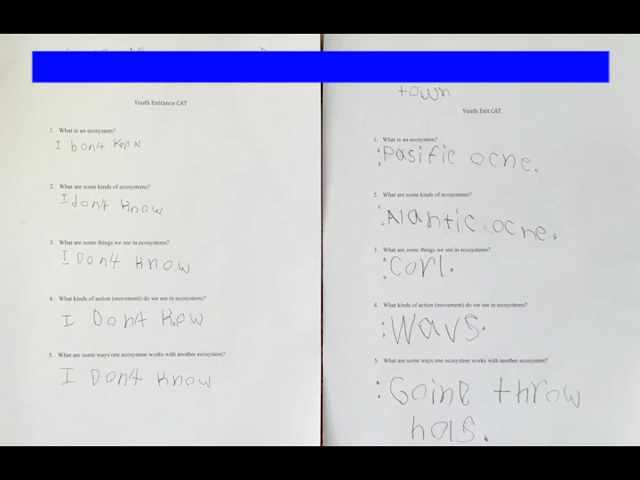 Youth Entrance CAT
1. What is an ecosystem?
I bont know
2. What are some kinds of ecosystems?
I dont know
3. What are some things we see in ecosystems?
I Dont know
4. What kinds of action (movement) do we see in ecosystems?
I Dont Know
5. What are some ways one ecosystem works with another ecosystem?
I Dont know
town
Youth Exit CAT
1. What is an ecosystem?
:Pasific ocne.
2. What are some kinds of ecosystems?
:Alantic ocne.
3. What are some things we see in ecosystems?
:Corl.
4. What kinds of action (movement) do we see in ecosystems?
:Wavs.
5. What are some ways one ecosystem works with another ecosystem?
:Goine throw
has.